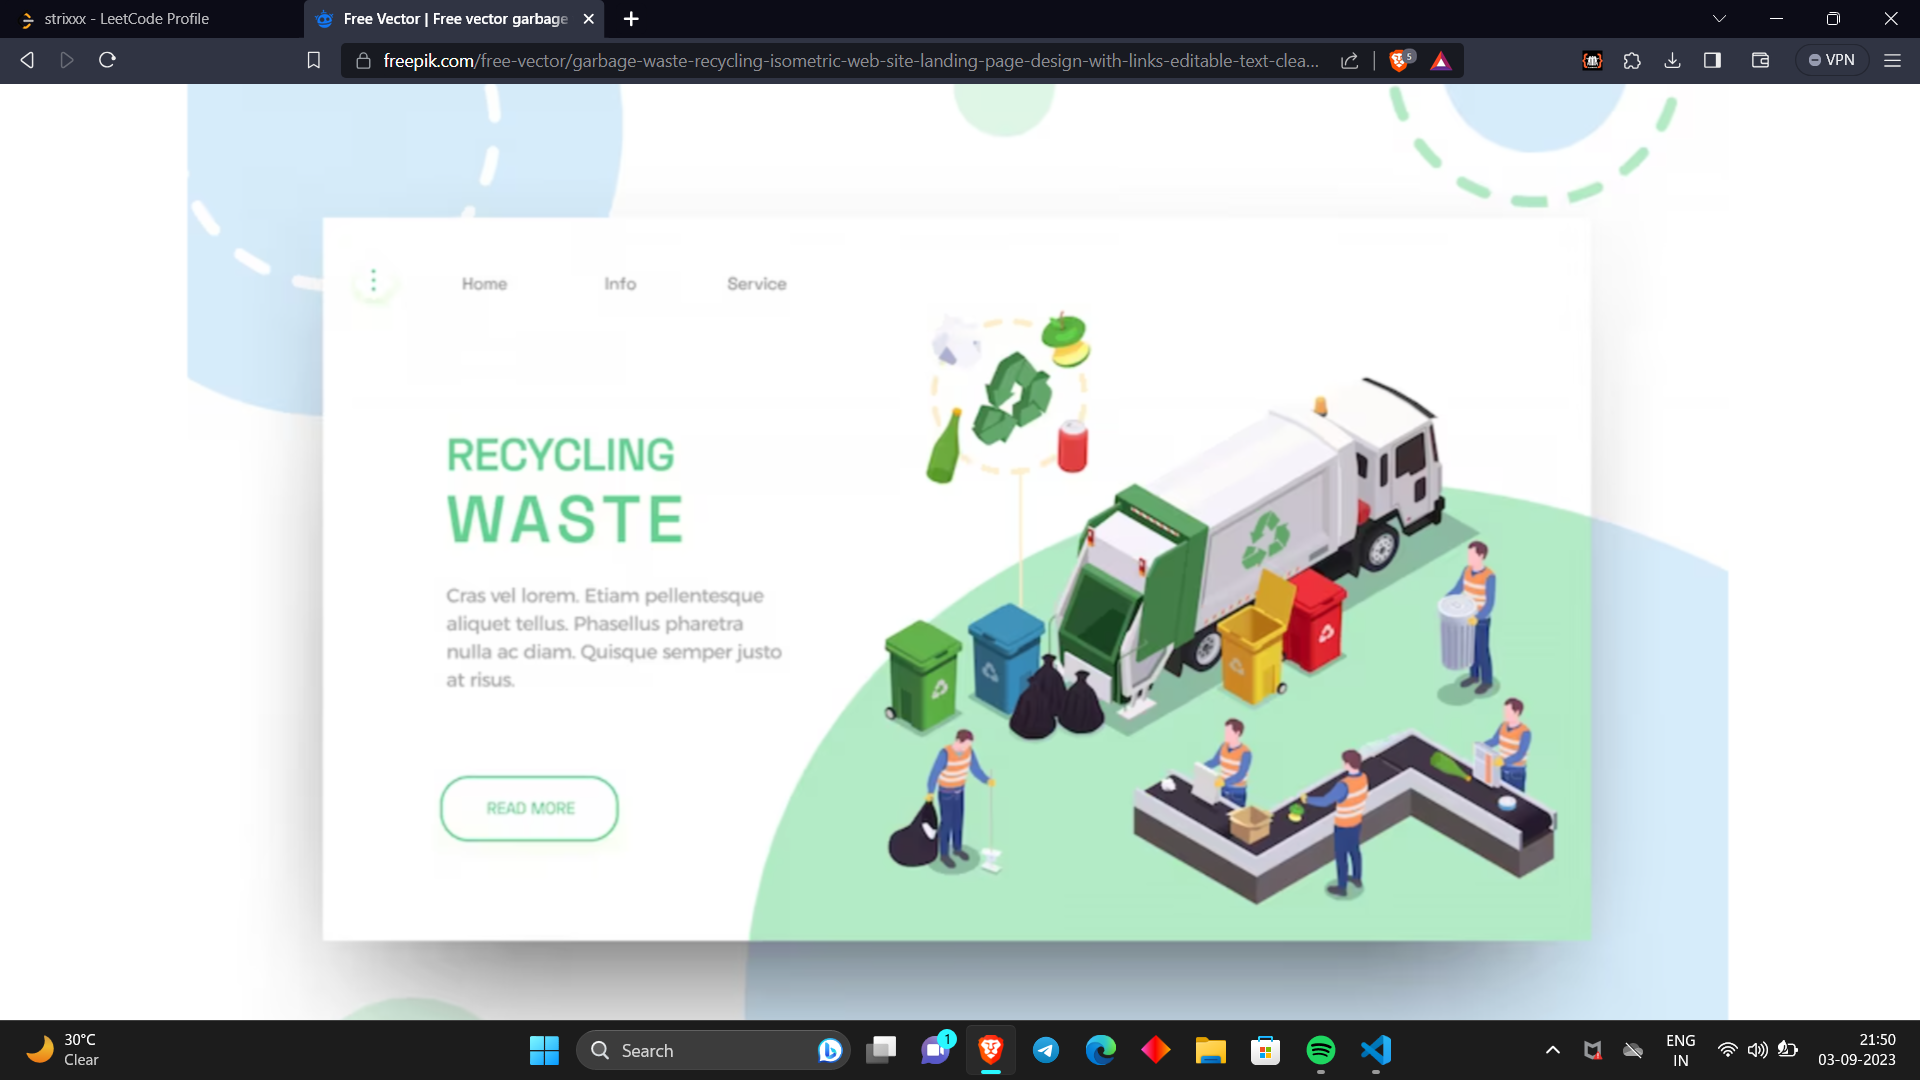 strixxx - LeetCode Profile
Free Vector | Free vector garbage
freepik.com/free-vector/garbage-waste-recycling-isometric-web-site-landing-page-design-with-links-editable-text-clea...
5
VPN
Home Info Service
RECYCLING
WASTE
Cras vel lorem. Etiam pellentesque
aliquet tellus. Phasellus pharetra
nulla ac diam. Quisque semper justo
at risus.
READ MORE
30°C
Clear
Search
1
ENG
IN
21:50
03-09-2023